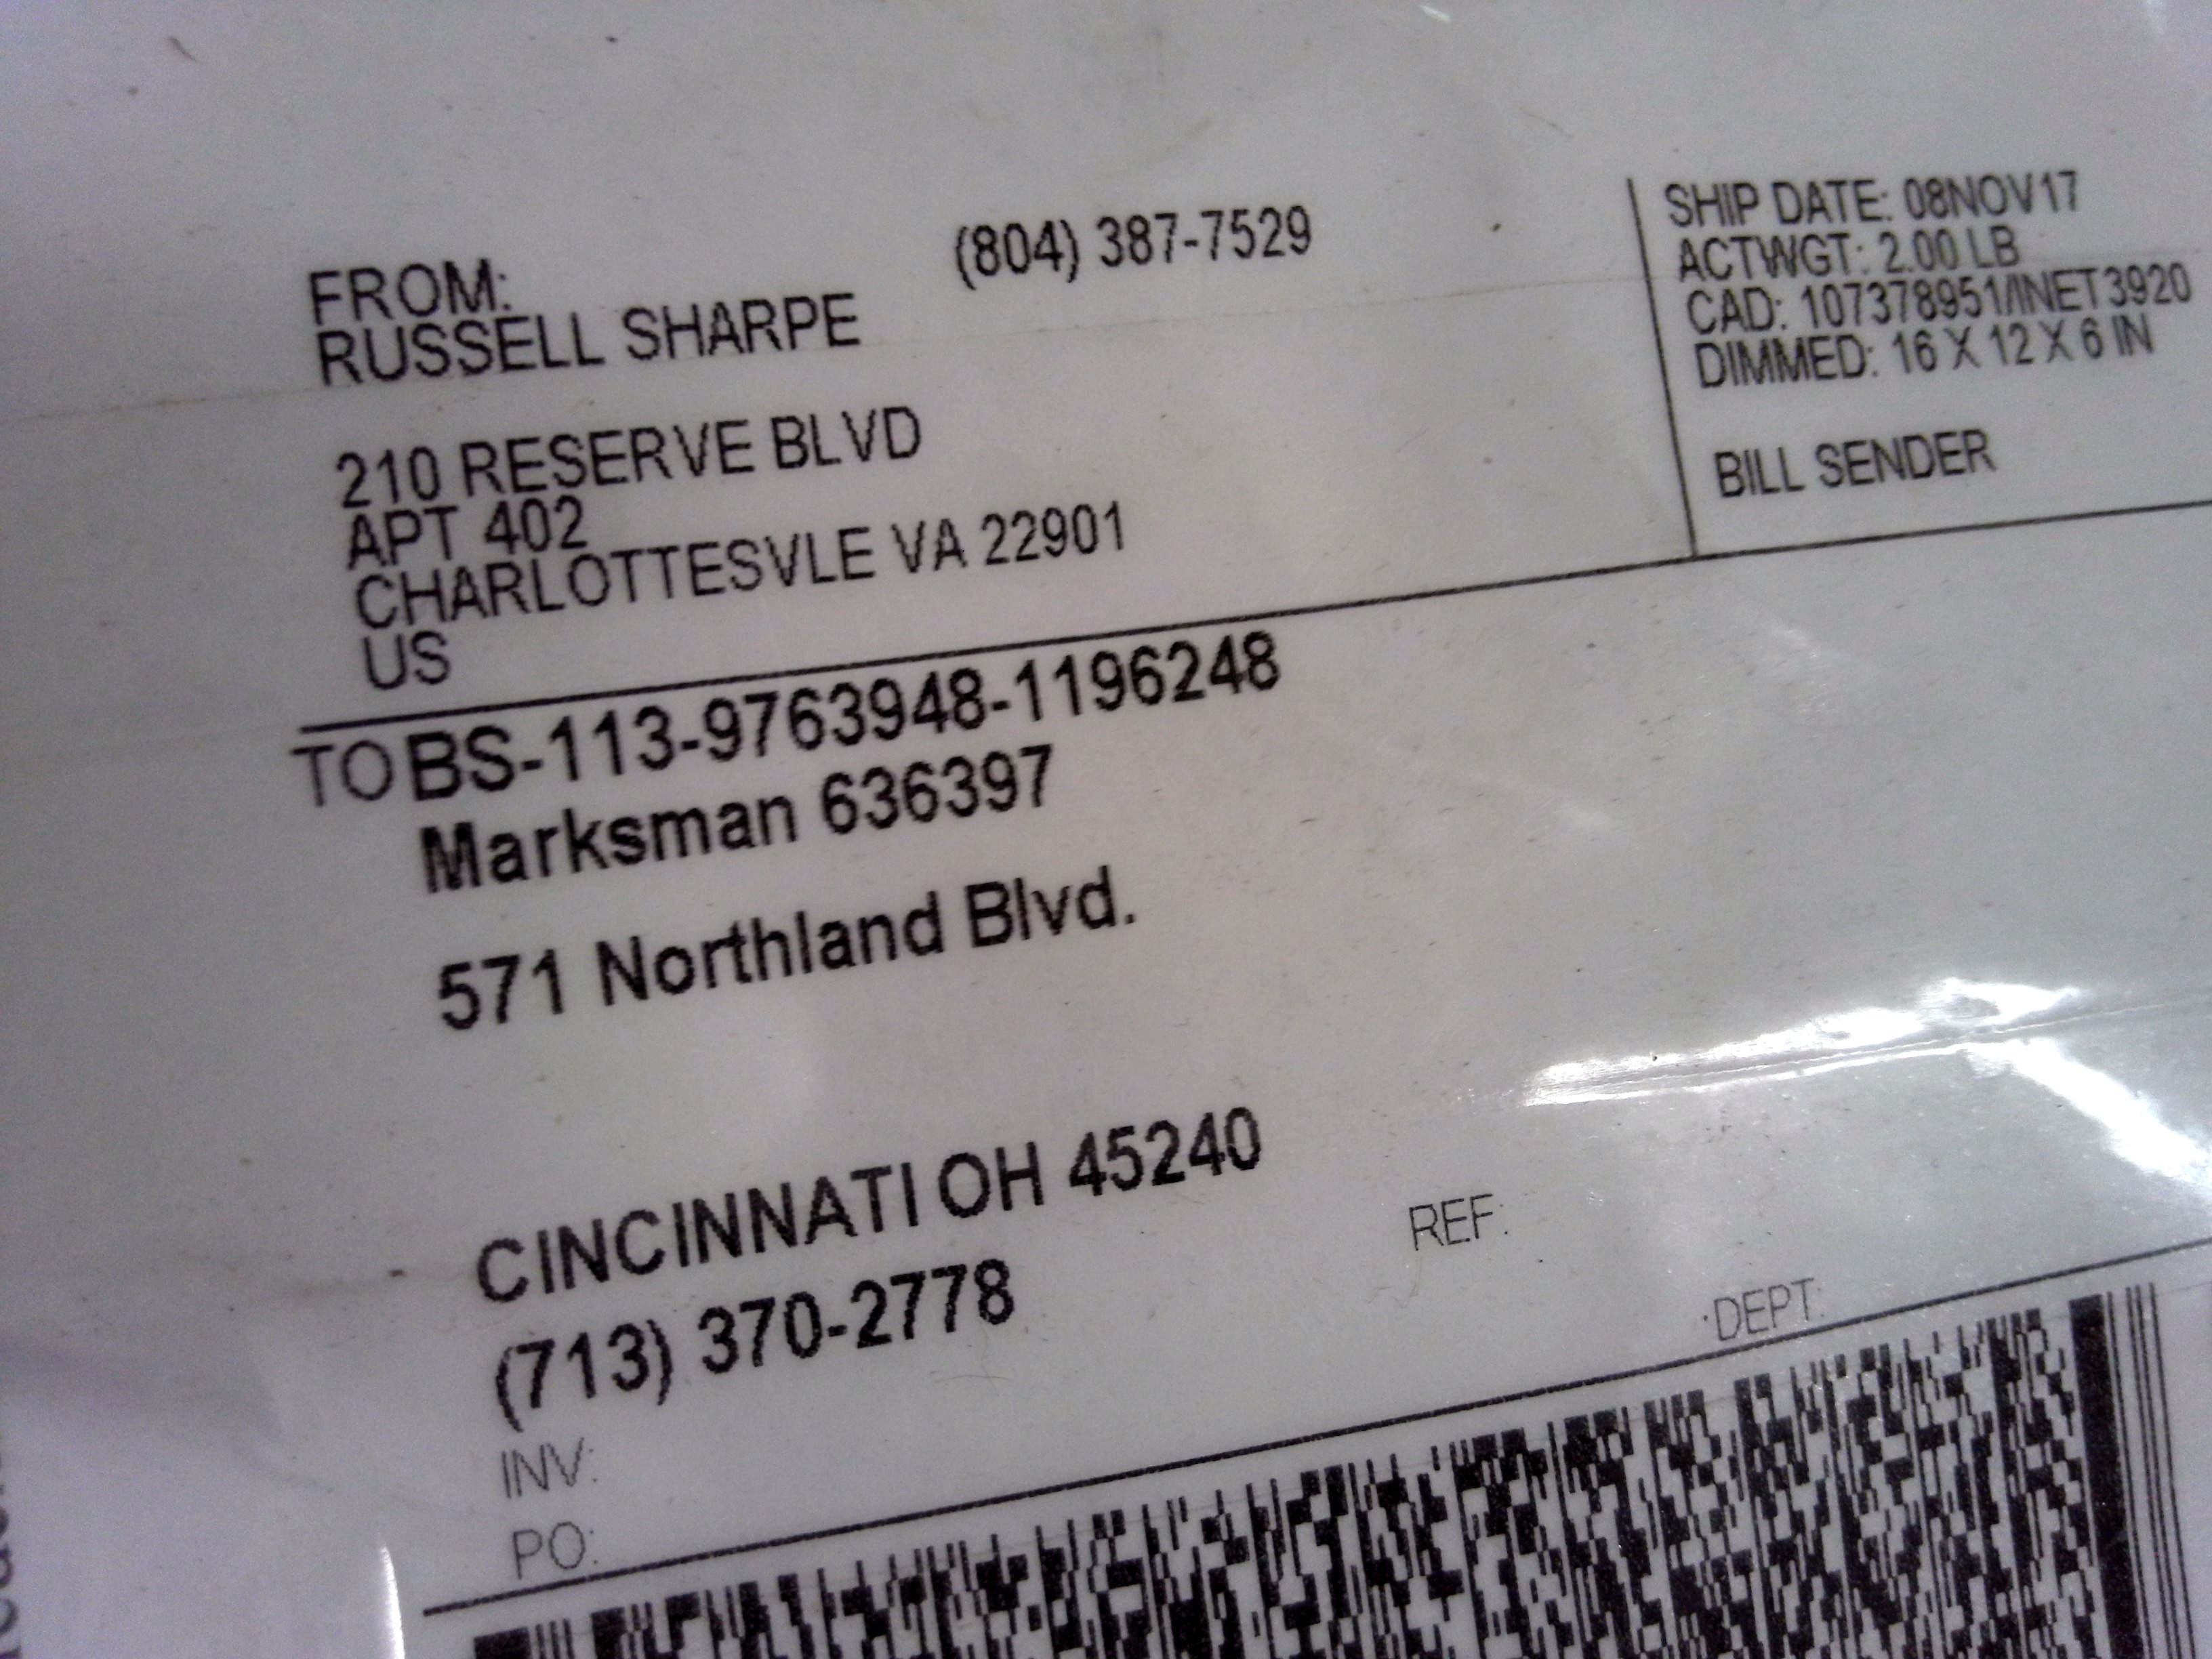 FROM:
(804) 387-7529
RUSSELL SHARPE
210 RESERVE BLVD
APT 402
CHARLOTTESVLE VA 22901
US
SHIP DATE: 08NOV17
ACTWGT: 2.00 LB
CAD: 107378951/INET3920
DIMMED: 16 X 12 X 6 IN
BILL SENDER
TO BS-113-9763948-1196248
Marksman 636397
571 Northland Blvd.
CINCINNATI OH 45240
(713) 370-2778
REF:
INV:
PO:
DEPT: